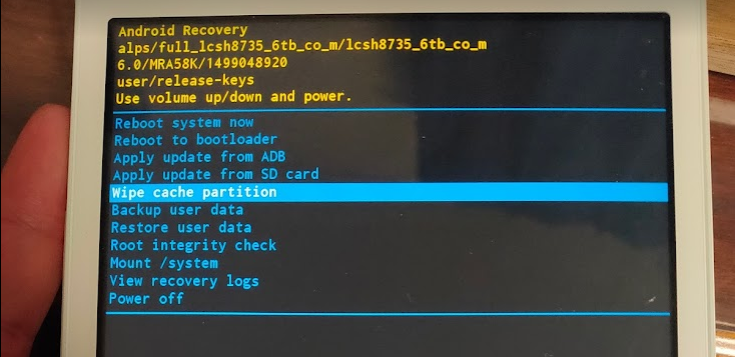 Android Recovery
alps/full_lcsh8735_6tb_co_m/lcsh8735_6tb_co_m
6.0/MRA58K/1499048920
user/release-keys
Use volume up/down and power.
Reboot system now
Reboot to bootloader
Apply update from ADB
Apply update from SD card
Wipe cache partition
Backup user data
Restore user data
Root integrity check
Mount /system
View recovery logs
Power off